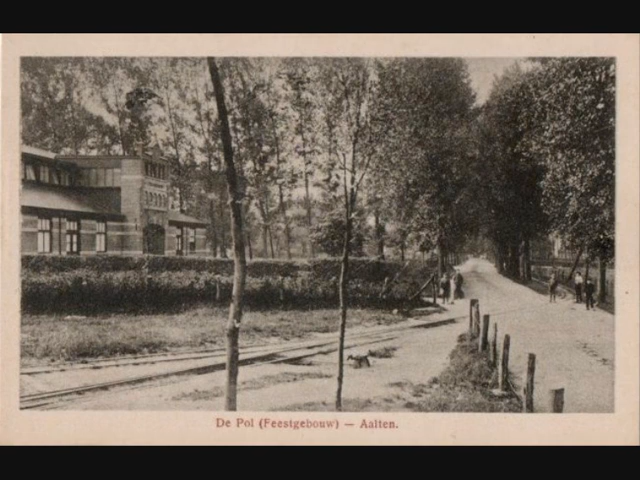 De Pol (Feestgebouw) — Aalten.